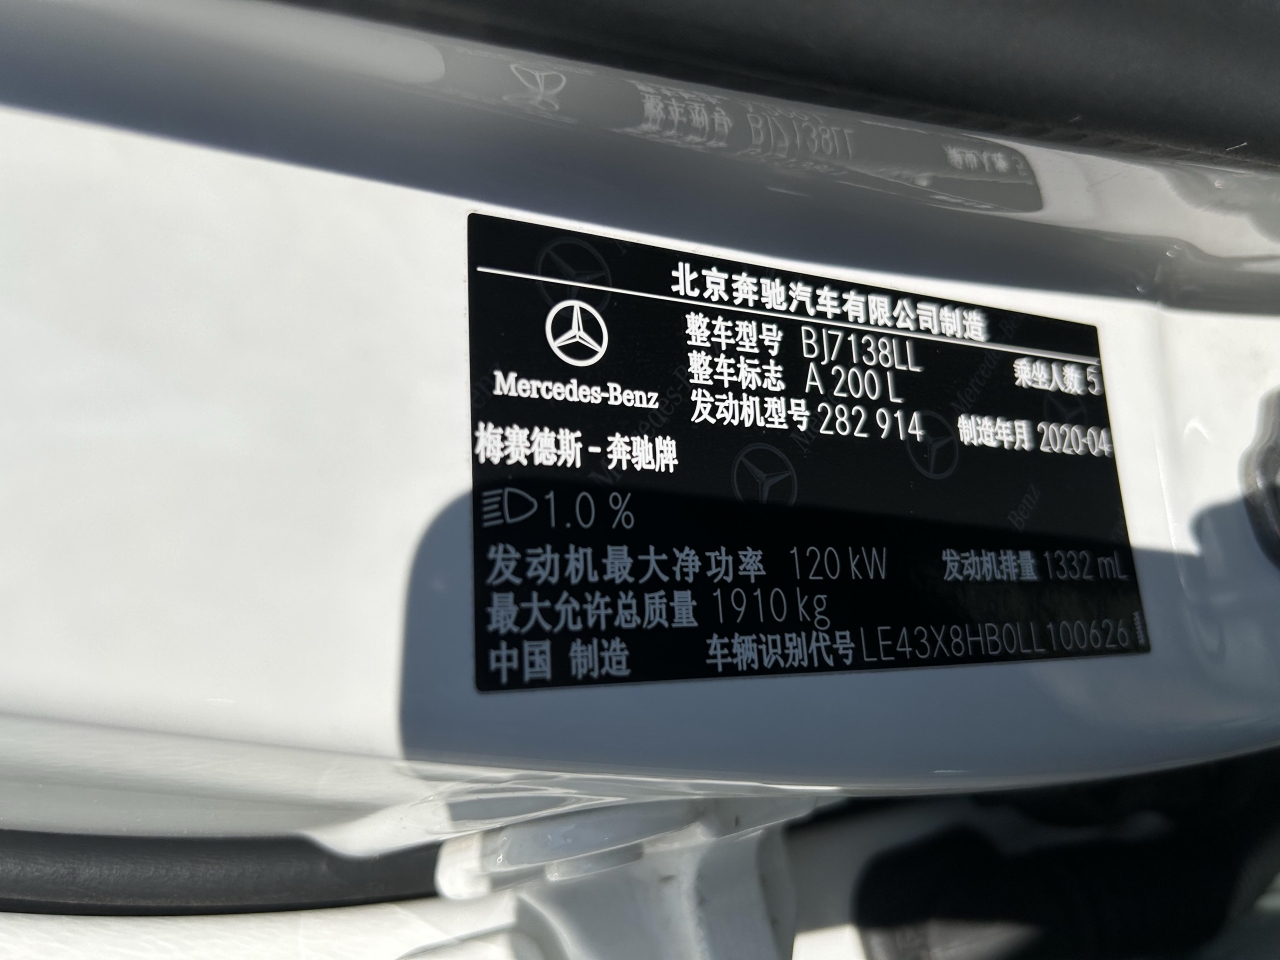 北京奔驰汽车有限公司制造
Mercedes-Benz
整车型号 BJ7138LL
整车标志 A 200 L
乘坐人数 5
发动机型号 282 914
制造年月 2020-04
梅赛德斯-奔驰牌
1.0 %
发动机最大净功率 120 kW
发动机排量 1332 mL
最大允许总质量 1910 kg
中国 制造
车辆识别代号 LE43X8HB0LL100626